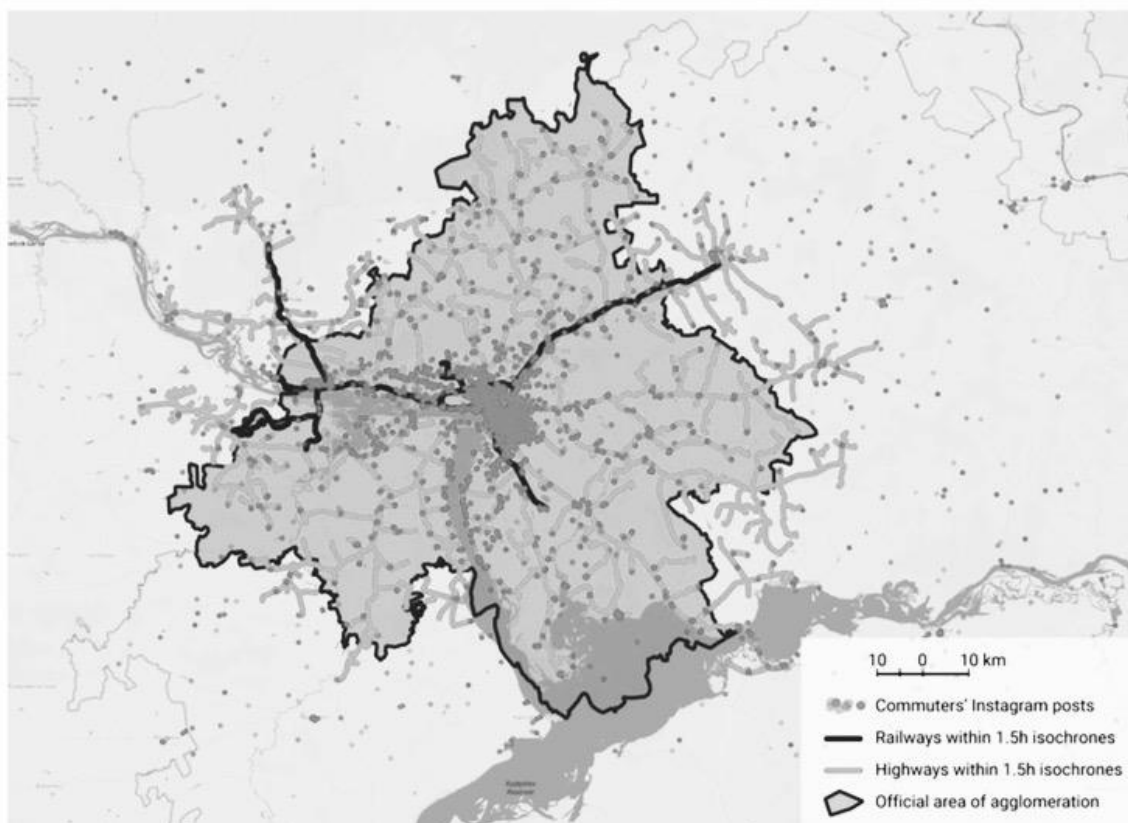 10 0 10 km
Commuters' Instagram posts
Railways within 1.5h isochrones
Highways within 1.5h isochrones
Official area of agglomeration